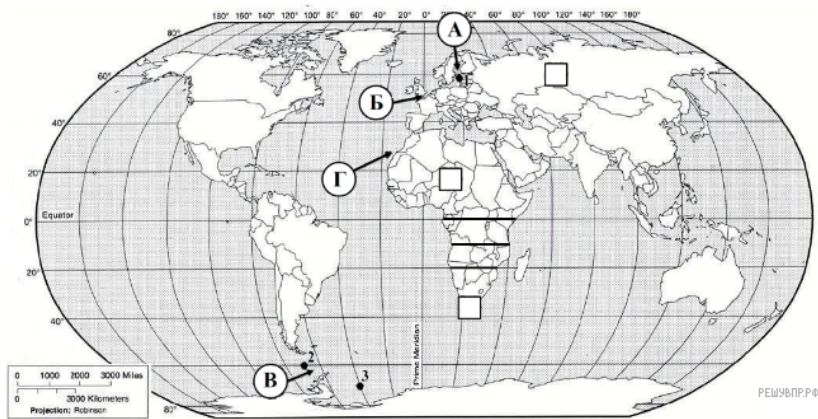 180° 160° 140° 120° 100° 80° 60° 40° 20° 0 20° 40° 60° 80° 100° 120° 140° 160° 180°
А
60°
1
Б
40°
Г
20°
Equator
0°
20°
40°
Prime Meridian
2
3
В
0 1000 2000 3000 Miles
0 3000 Kilometers
Projection: Robinson
80°
РЕШУВПР.РФ